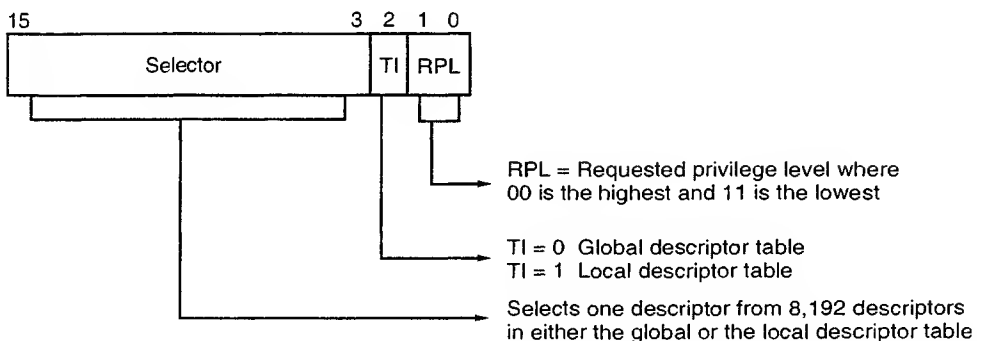 15 3 2 1 0
Selector TI RPL
RPL = Requested privilege level where
00 is the highest and 11 is the lowest
TI = 0 Global descriptor table
TI = 1 Local descriptor table
Selects one descriptor from 8,192 descriptors
in either the global or the local descriptor table